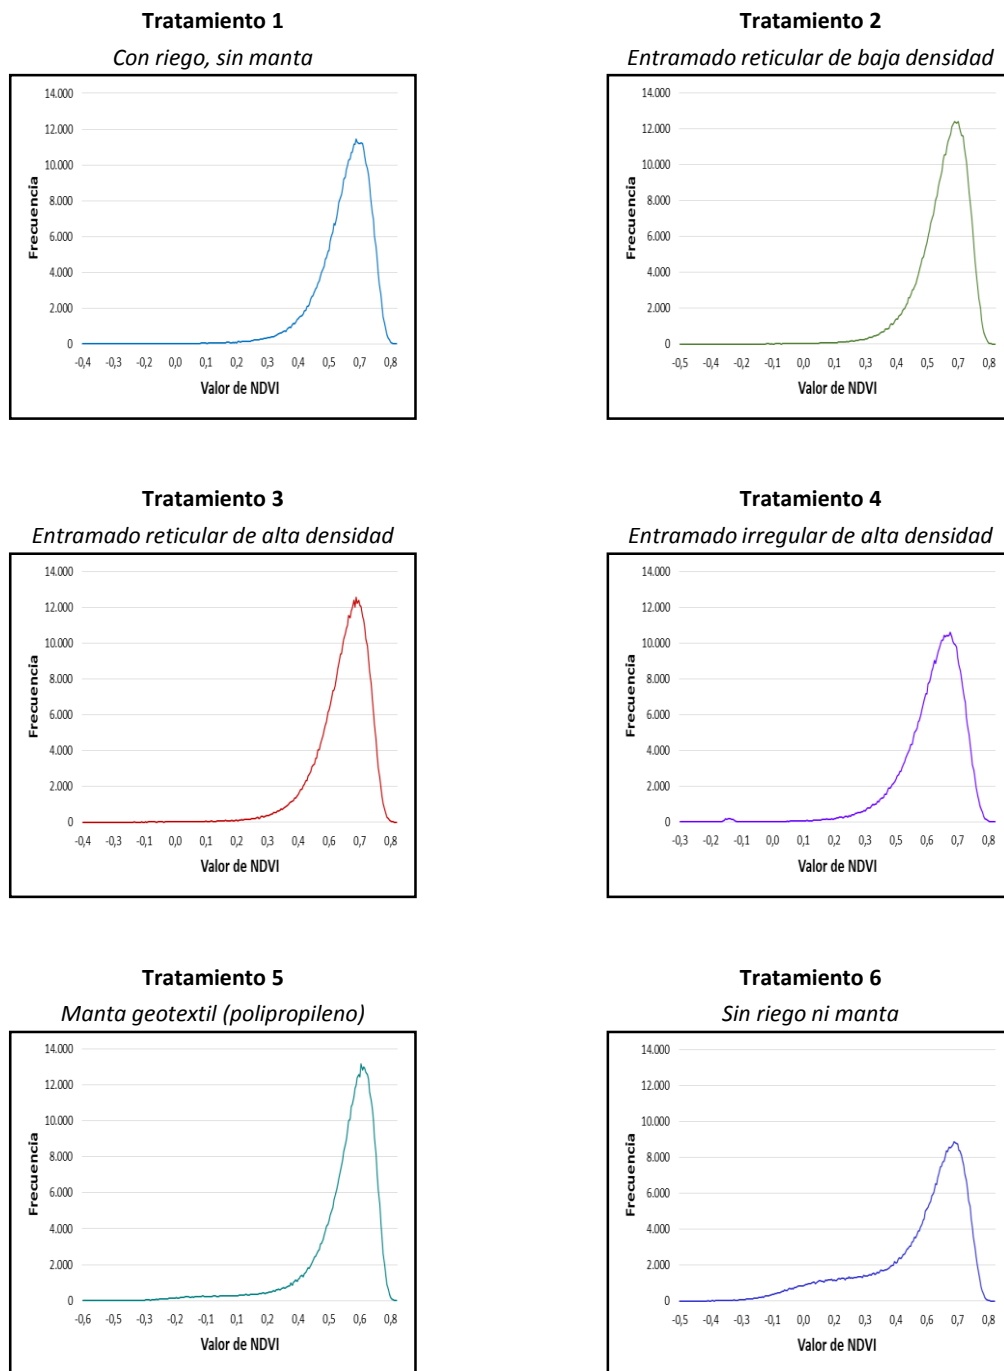 Tratamiento 1
Con riego, sin manta
14.000
12.000
10.000
8.000
6.000
4.000
2.000
0
Frecuencia
-0,4 -0,3 -0,2 0,0 0,1 0,2 0,3 0,4 0,5 0,7 0,8
Valor de NDVI
Tratamiento 2
Entramado reticular de baja densidad
14.000
12.000
10.000
8.000
6.000
4.000
2.000
0
Frecuencia
-0,5 -0,4 -0,2 -0,1 0,0 0,1 0,3 0,4 0,5 0,7 0,8
Valor de NDVI
Tratamiento 3
Entramado reticular de alta densidad
14.000
12.000
10.000
8.000
6.000
4.000
2.000
0
Frecuencia
-0,4 -0,3 -0,2 0,0 0,1 0,2 0,3 0,4 0,5 0,7 0,8
Valor de NDVI
Tratamiento 4
Entramado irregular de alta densidad
14.000
12.000
10.000
8.000
6.000
4.000
2.000
0
Frecuencia
-0,3 -0,2 -0,1 0,0 0,1 0,2 0,3 0,5 0,6 0,7 0,8
Valor de NDVI
Tratamiento 5
Manta geotextil (polipropileno)
14.000
12.000
10.000
8.000
6.000
4.000
2.000
0
Frecuencia
-0,6 -0,5 -0,3 -0,2 -0,1 0,1 0,2 0,4 0,5 0,6 0,8
Valor de NDVI
Tratamiento 6
Sin riego ni manta
14.000
12.000
10.000
8.000
6.000
4.000
2.000
0
Frecuencia
-0,5 -0,4 -0,2 -0,1 0,0 0,2 0,3 0,4 0,5 0,7 0,8
Valor de NDVI